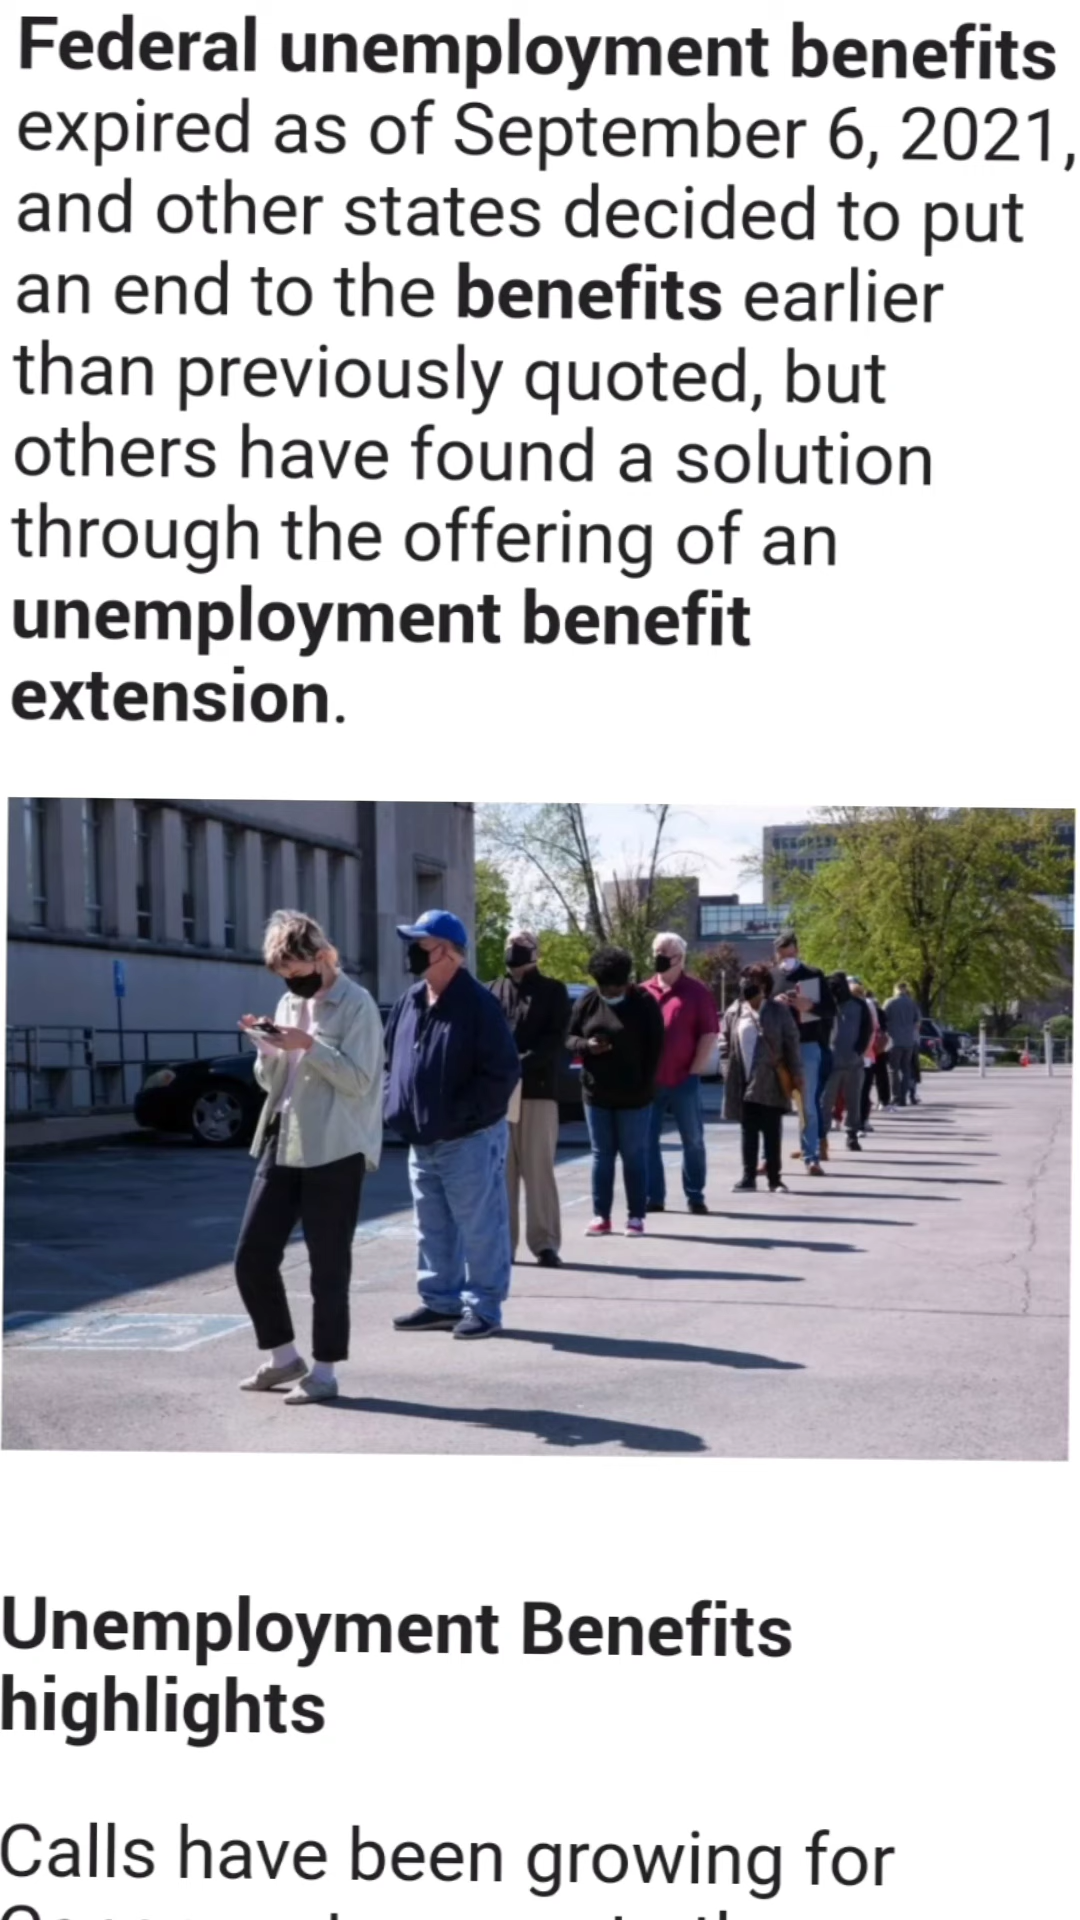 Federal unemployment benefits
expired as of September 6, 2021,
and other states decided to put
an end to the benefits earlier
than previously quoted, but
others have found a solution
through the offering of an
unemployment benefit
extension.
Unemployment Benefits
highlights
Calls have been growing for